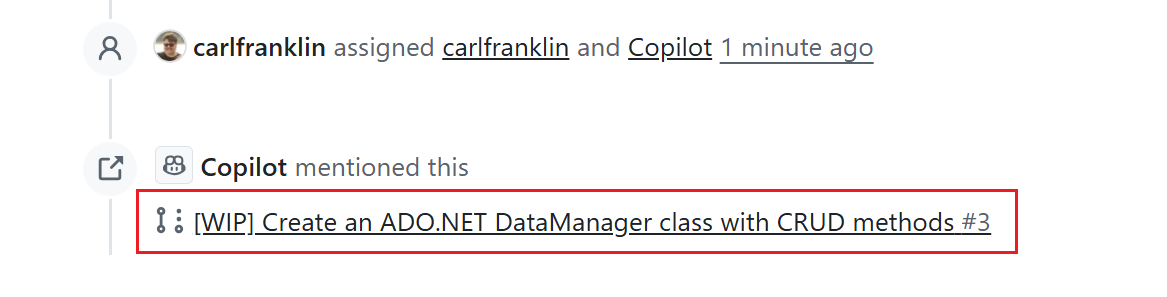 carlfranklin assigned carlfranklin and Copilot 1 minute ago
Copilot mentioned this
[WIP] Create an ADO.NET DataManager class with CRUD methods #3